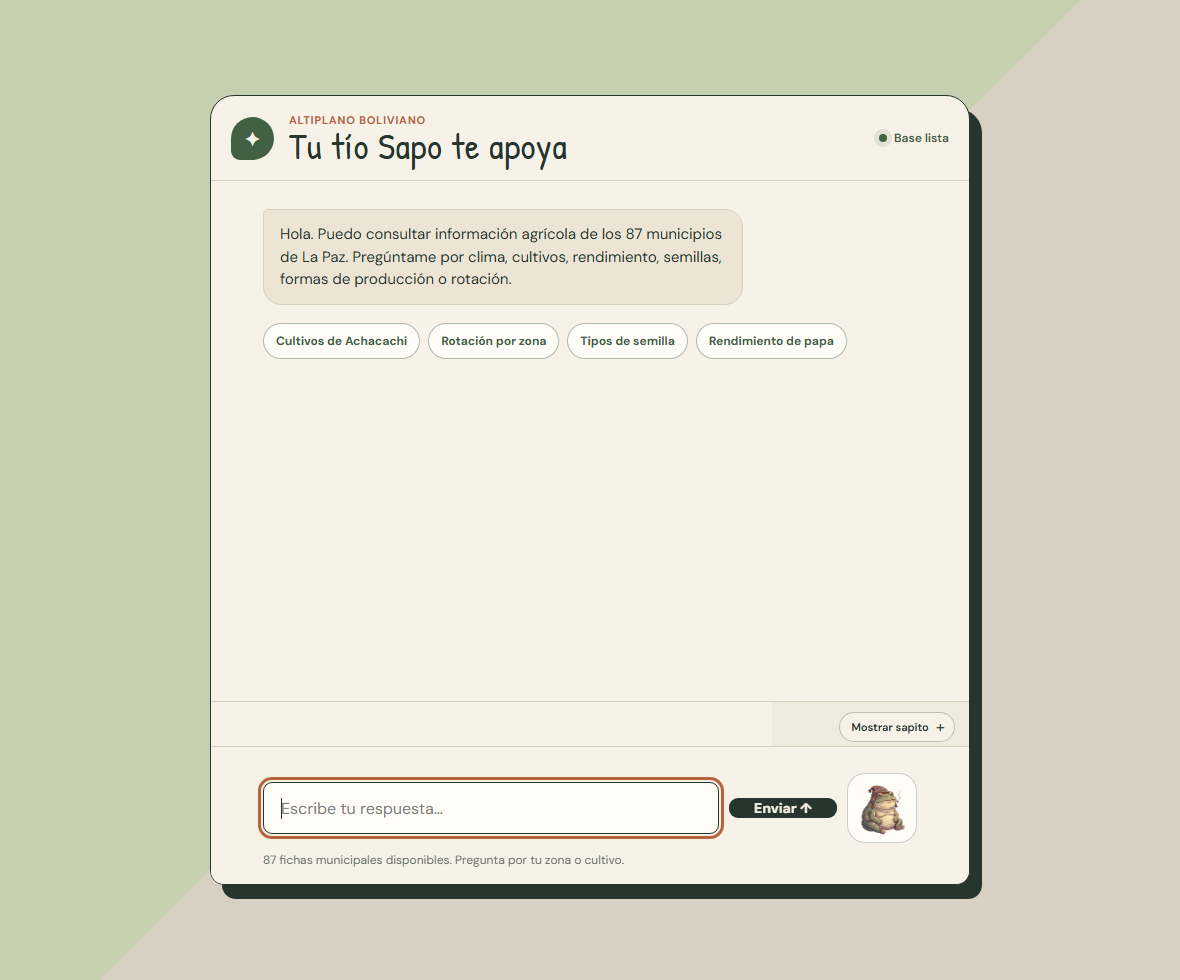 ALTIPLANO BOLIVIANO
Tu tío Sapo te apoya
Base lista
Hola. Puedo consultar información agrícola de los 87 municipios
de La Paz. Pregúntame por clima, cultivos, rendimiento, semillas,
formas de producción o rotación.
Cultivos de Achacachi
Rotación por zona
Tipos de semilla
Rendimiento de papa
Mostrar sapito +
Escribe tu respuesta...
Enviar ↑
87 fichas municipales disponibles. Pregunta por tu zona o cultivo.